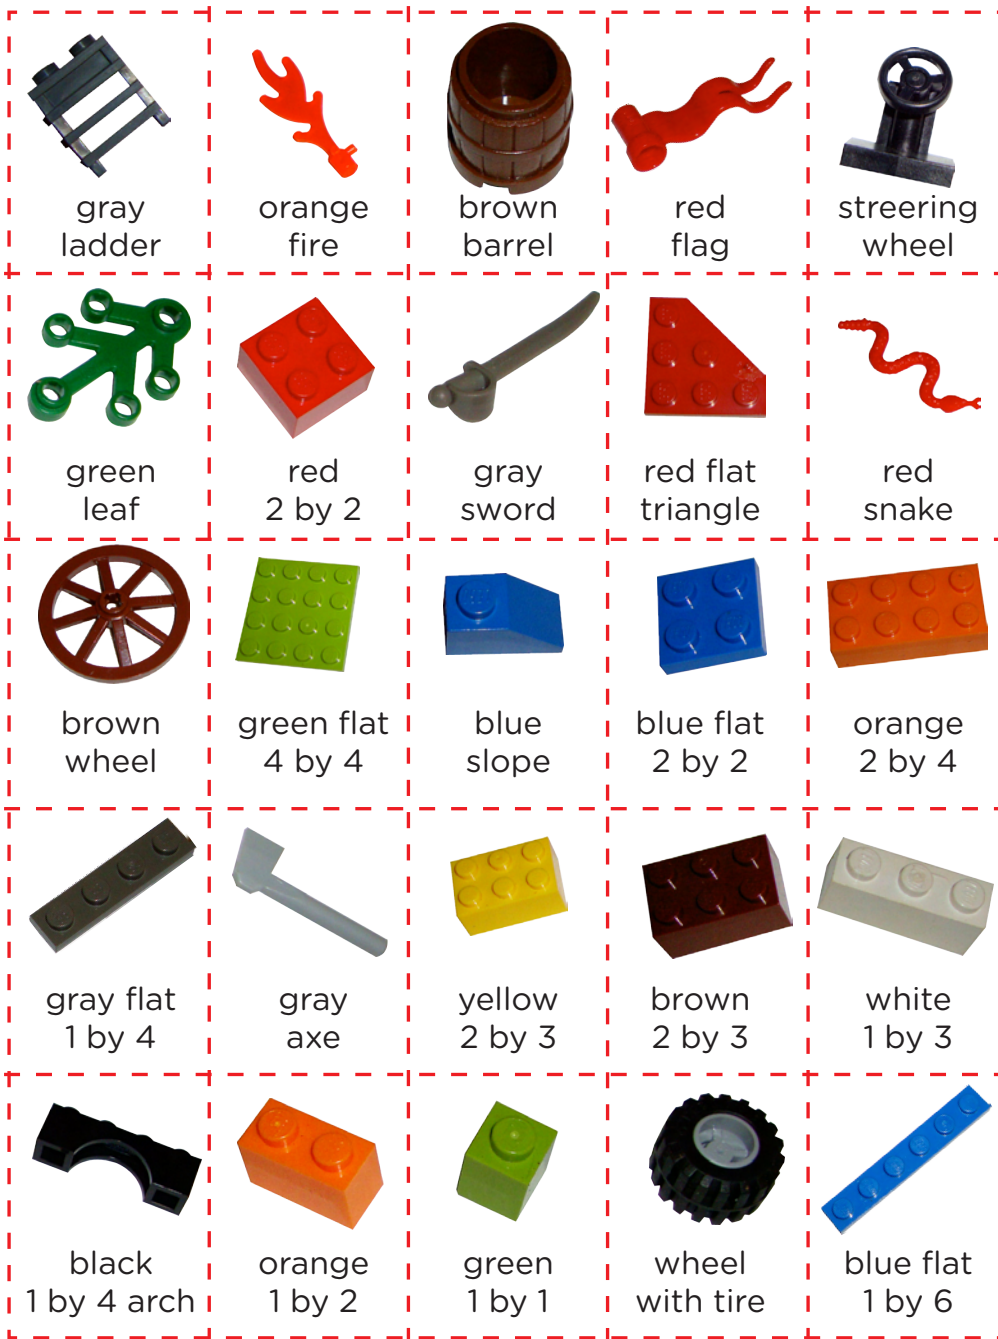 gray
ladder
orange
fire
brown
barrel
red
flag
streering
wheel
green
leaf
red
2 by 2
gray
sword
red flat
triangle
red
snake
brown
wheel
green flat
4 by 4
blue
slope
blue flat
2 by 2
orange
2 by 4
gray flat
1 by 4
gray
axe
yellow
2 by 3
brown
2 by 3
white
1 by 3
black
1 by 4 arch
orange
1 by 2
green
1 by 1
wheel
with tire
blue flat
1 by 6